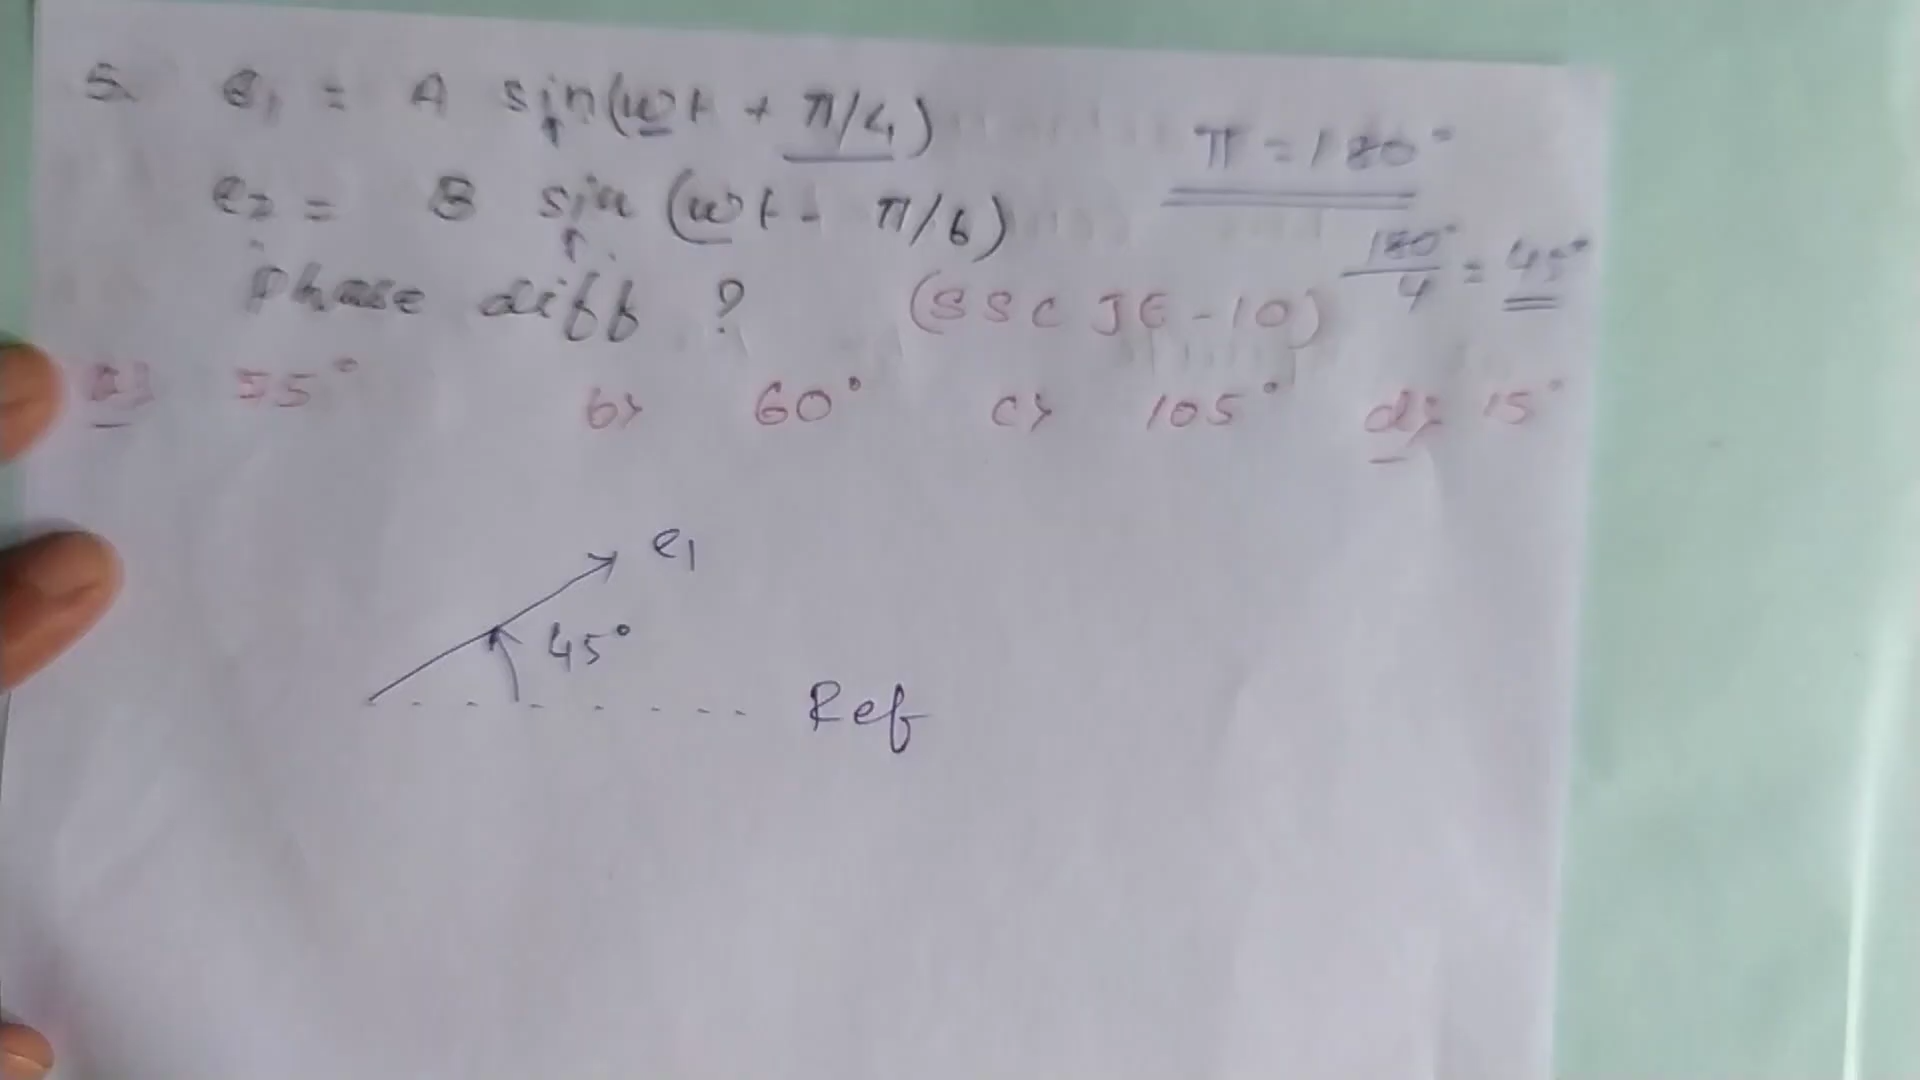 5. e₁ = A sin(ωt + π/4)
π = 180°
e₂ = B sin (ωt - π/6)
180°/4 = 45°
Phase diff ? (SSC JE - 10)
a> 75° b> 60° c> 105° d> 15°
e₁
45°
Ref